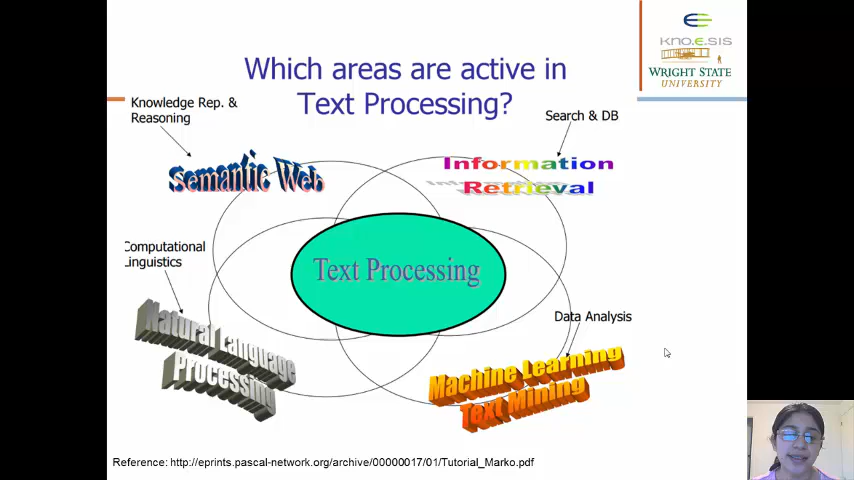 Which areas are active in
Text Processing?
kno.e.sis
WRIGHT STATE
UNIVERSITY
Knowledge Rep. &
Reasoning
Search & DB
Semantic Web
Information
Retrieval
Computational
Linguistics
Text Processing
Natural Language
Processing
Data Analysis
Machine Learning
Text Mining
Reference: http://eprints.pascal-network.org/archive/00000017/01/Tutorial_Marko.pdf